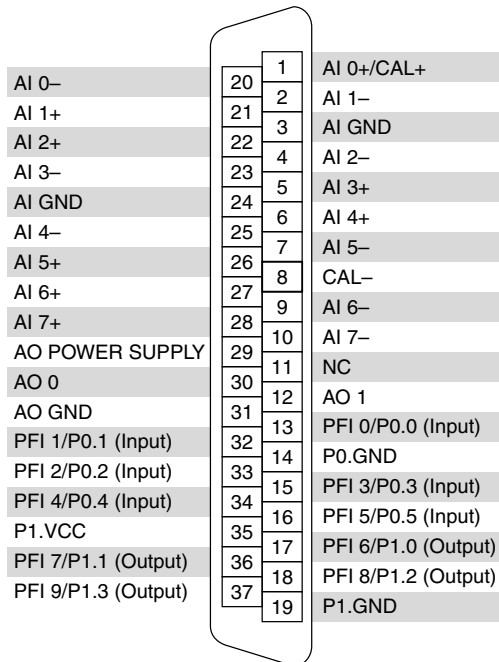 AI 0–
AI 1+
AI 2+
AI 3–
AI GND
AI 4–
AI 5+
AI 6+
AI 7+
AO POWER SUPPLY
AO 0
AO GND
PFI 1/P0.1 (Input)
PFI 2/P0.2 (Input)
PFI 4/P0.4 (Input)
P1.VCC
PFI 7/P1.1 (Output)
PFI 9/P1.3 (Output)
20
21
22
23
24
25
26
27
28
29
30
31
32
33
34
35
36
37
1
2
3
4
5
6
7
8
9
10
11
12
13
14
15
16
17
18
19
AI 0+/CAL+
AI 1–
AI GND
AI 2–
AI 3+
AI 4+
AI 5–
CAL–
AI 6–
AI 7–
NC
AO 1
PFI 0/P0.0 (Input)
P0.GND
PFI 3/P0.3 (Input)
PFI 5/P0.5 (Input)
PFI 6/P1.0 (Output)
PFI 8/P1.2 (Output)
P1.GND